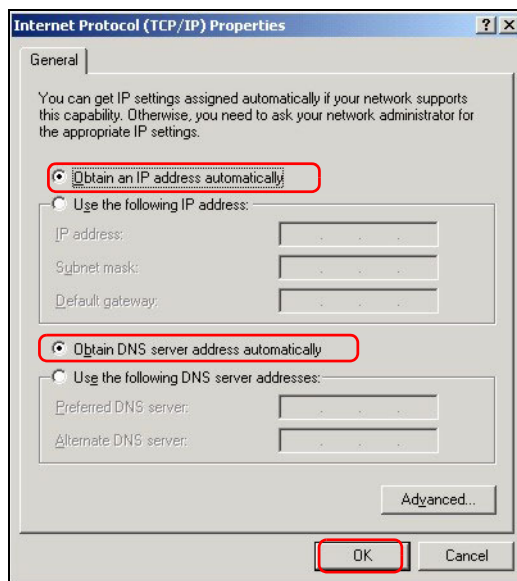 Internet Protocol (TCP/IP) Properties
General
You can get IP settings assigned automatically if your network supports
this capability. Otherwise, you need to ask your network administrator for
the appropriate IP settings.
Obtain an IP address automatically
Use the following IP address:
IP address:
Subnet mask:
Default gateway:
Obtain DNS server address automatically
Use the following DNS server addresses:
Preferred DNS server:
Alternate DNS server:
Advanced...
OK
Cancel